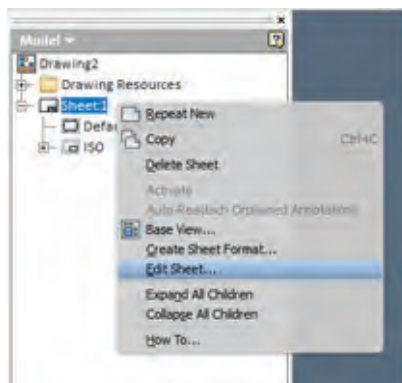 Model
Drawing2
Drawing Resources
Sheet:1
Defau
ISO
Repeat New
Copy Ctrl+C
Delete Sheet
Activate
Auto-Reattach Orphaned Annotations
Base View...
Create Sheet Format...
Edit Sheet...
Expand All Children
Collapse All Children
How To...